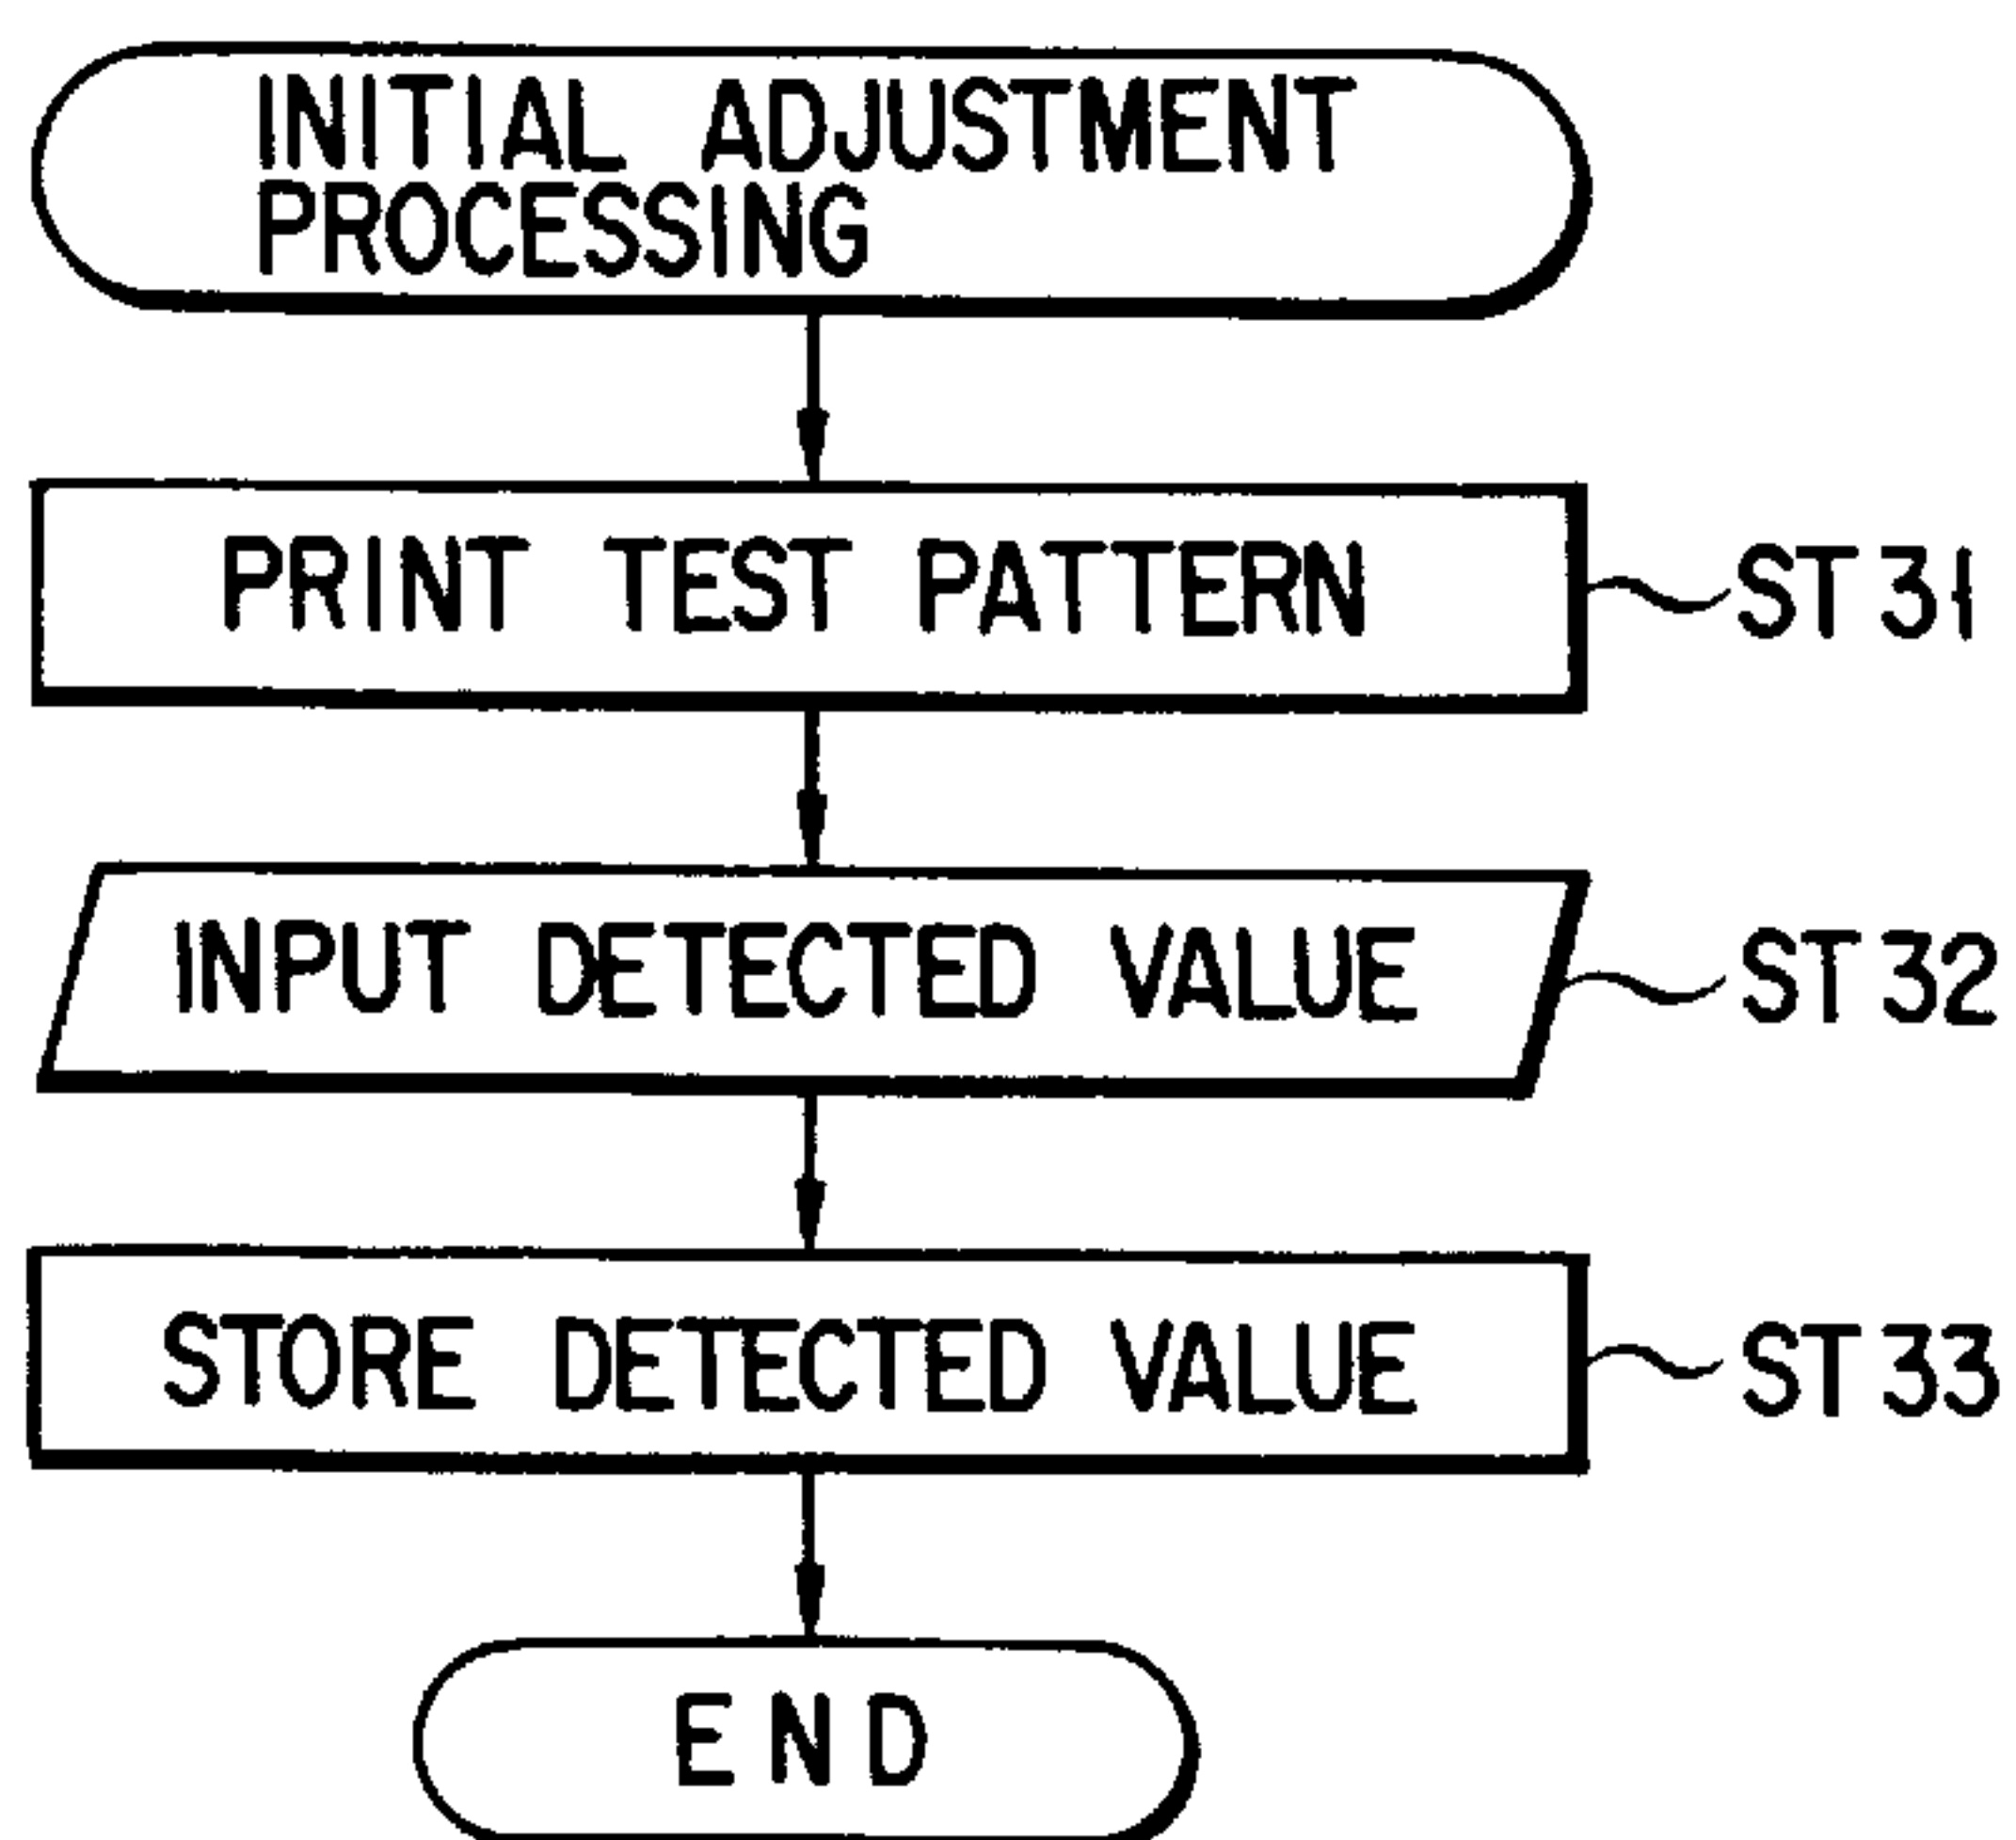 INITIAL ADJUSTMENT
PROCESSING
PRINT TEST PATTERN
ST31
INPUT DETECTED VALUE
ST32
STORE DETECTED VALUE
ST33
END